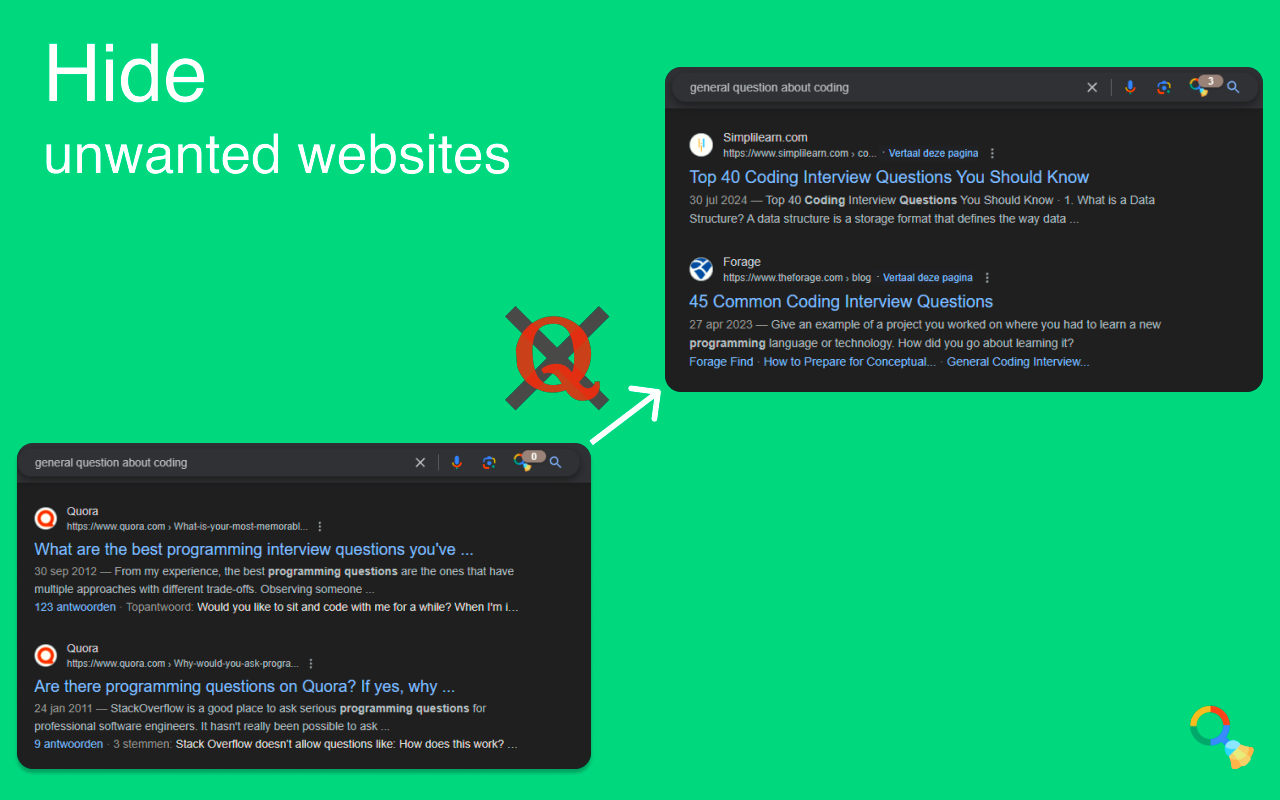 Hide
unwanted websites
general question about coding
3
Simplilearn.com
https://www.simplilearn.com › co... · Vertaal deze pagina
Top 40 Coding Interview Questions You Should Know
30 jul 2024 — Top 40 Coding Interview Questions You Should Know · 1. What is a Data
Structure? A data structure is a storage format that defines the way data ...
Forage
https://www.theforage.com › blog · Vertaal deze pagina
45 Common Coding Interview Questions
27 apr 2023 — Give an example of a project you worked on where you had to learn a new
programming language or technology. How did you go about learning it?
Forage Find · How to Prepare for Conceptual... · General Coding Interview...
Q
general question about coding
0
Quora
https://www.quora.com › What-is-your-most-memorabl...
What are the best programming interview questions you've ...
30 sep 2012 — From my experience, the best programming questions are the ones that have
multiple approaches with different trade-offs. Observing someone ...
123 antwoorden · Topantwoord: Would you like to sit and code with me for a while? When I'm i...
Quora
https://www.quora.com › Why-would-you-ask-progra...
Are there programming questions on Quora? If yes, why ...
24 jan 2011 — StackOverflow is a good place to ask serious programming questions for
professional software engineers. It hasn't really been possible to ask ...
9 antwoorden · 3 stemmen: Stack Overflow doesn't allow questions like: How does this work? ...